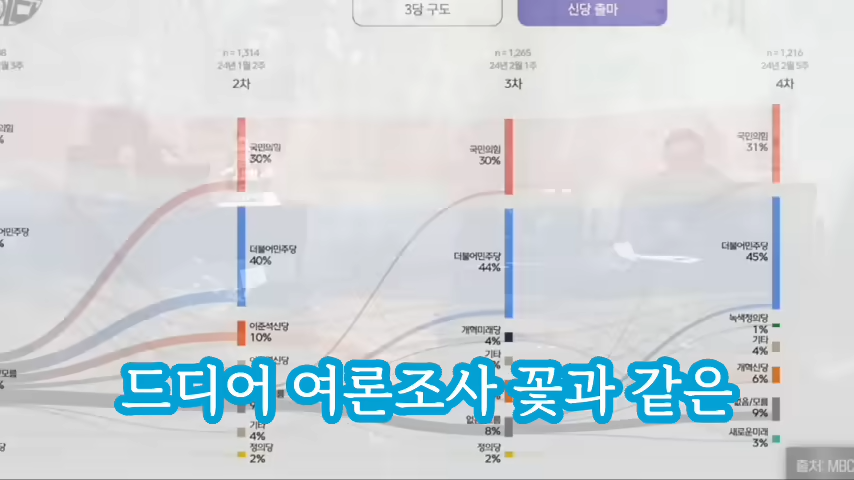 3당 구도
신당 출마
n = 1,314
24년 1월 2주
2차
n = 1,265
24년 2월 1주
3차
n = 1,216
24년 2월 5주
4차
국민의힘
30%
국민의힘
30%
국민의힘
31%
더불어민주당
40%
더불어민주당
44%
더불어민주당
45%
이준석신당
10%
개혁미래당
4%
기타
녹색정의당
1%
기타
4%
개혁신당
6%
드디어 여론조사 꽃과 같은
8%
없음/모름
9%
기타
4%
정의당
2%
정의당
2%
새로운미래
3%
출처: MBC